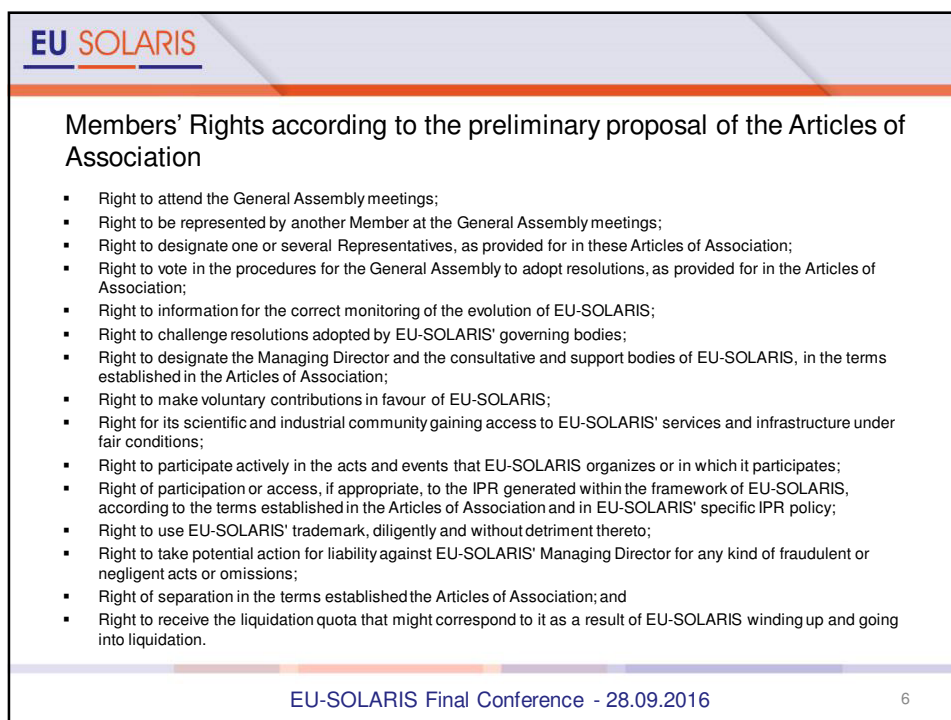 EU SOLARIS
Members' Rights according to the preliminary proposal of the Articles of
Association
▪ Right to attend the General Assembly meetings;
▪ Right to be represented by another Member at the General Assembly meetings;
▪ Right to designate one or several Representatives, as provided for in these Articles of Association;
▪ Right to vote in the procedures for the General Assembly to adopt resolutions, as provided for in the Articles of
Association;
▪ Right to information for the correct monitoring of the evolution of EU-SOLARIS;
▪ Right to challenge resolutions adopted by EU-SOLARIS' governing bodies;
▪ Right to designate the Managing Director and the consultative and support bodies of EU-SOLARIS, in the terms
established in the Articles of Association;
▪ Right to make voluntary contributions in favour of EU-SOLARIS;
▪ Right for its scientific and industrial community gaining access to EU-SOLARIS' services and infrastructure under
fair conditions;
▪ Right to participate actively in the acts and events that EU-SOLARIS organizes or in which it participates;
▪ Right of participation or access, if appropriate, to the IPR generated within the framework of EU-SOLARIS,
according to the terms established in the Articles of Association and in EU-SOLARIS' specific IPR policy;
▪ Right to use EU-SOLARIS' trademark, diligently and without detriment thereto;
▪ Right to take potential action for liability against EU-SOLARIS' Managing Director for any kind of fraudulent or
negligent acts or omissions;
▪ Right of separation in the terms established the Articles of Association; and
▪ Right to receive the liquidation quota that might correspond to it as a result of EU-SOLARIS winding up and going
into liquidation.
EU-SOLARIS Final Conference - 28.09.2016
6